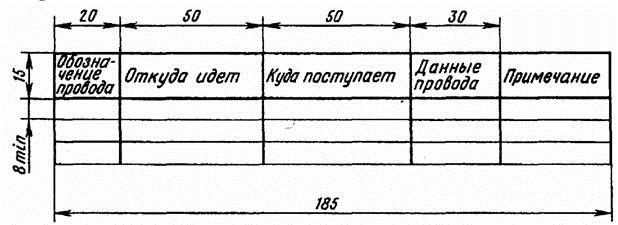 20 50 50 30
15
Обозна-
чение
провода
Откуда идет
Куда поступает
Данные
провода
Примечание
8 min
185